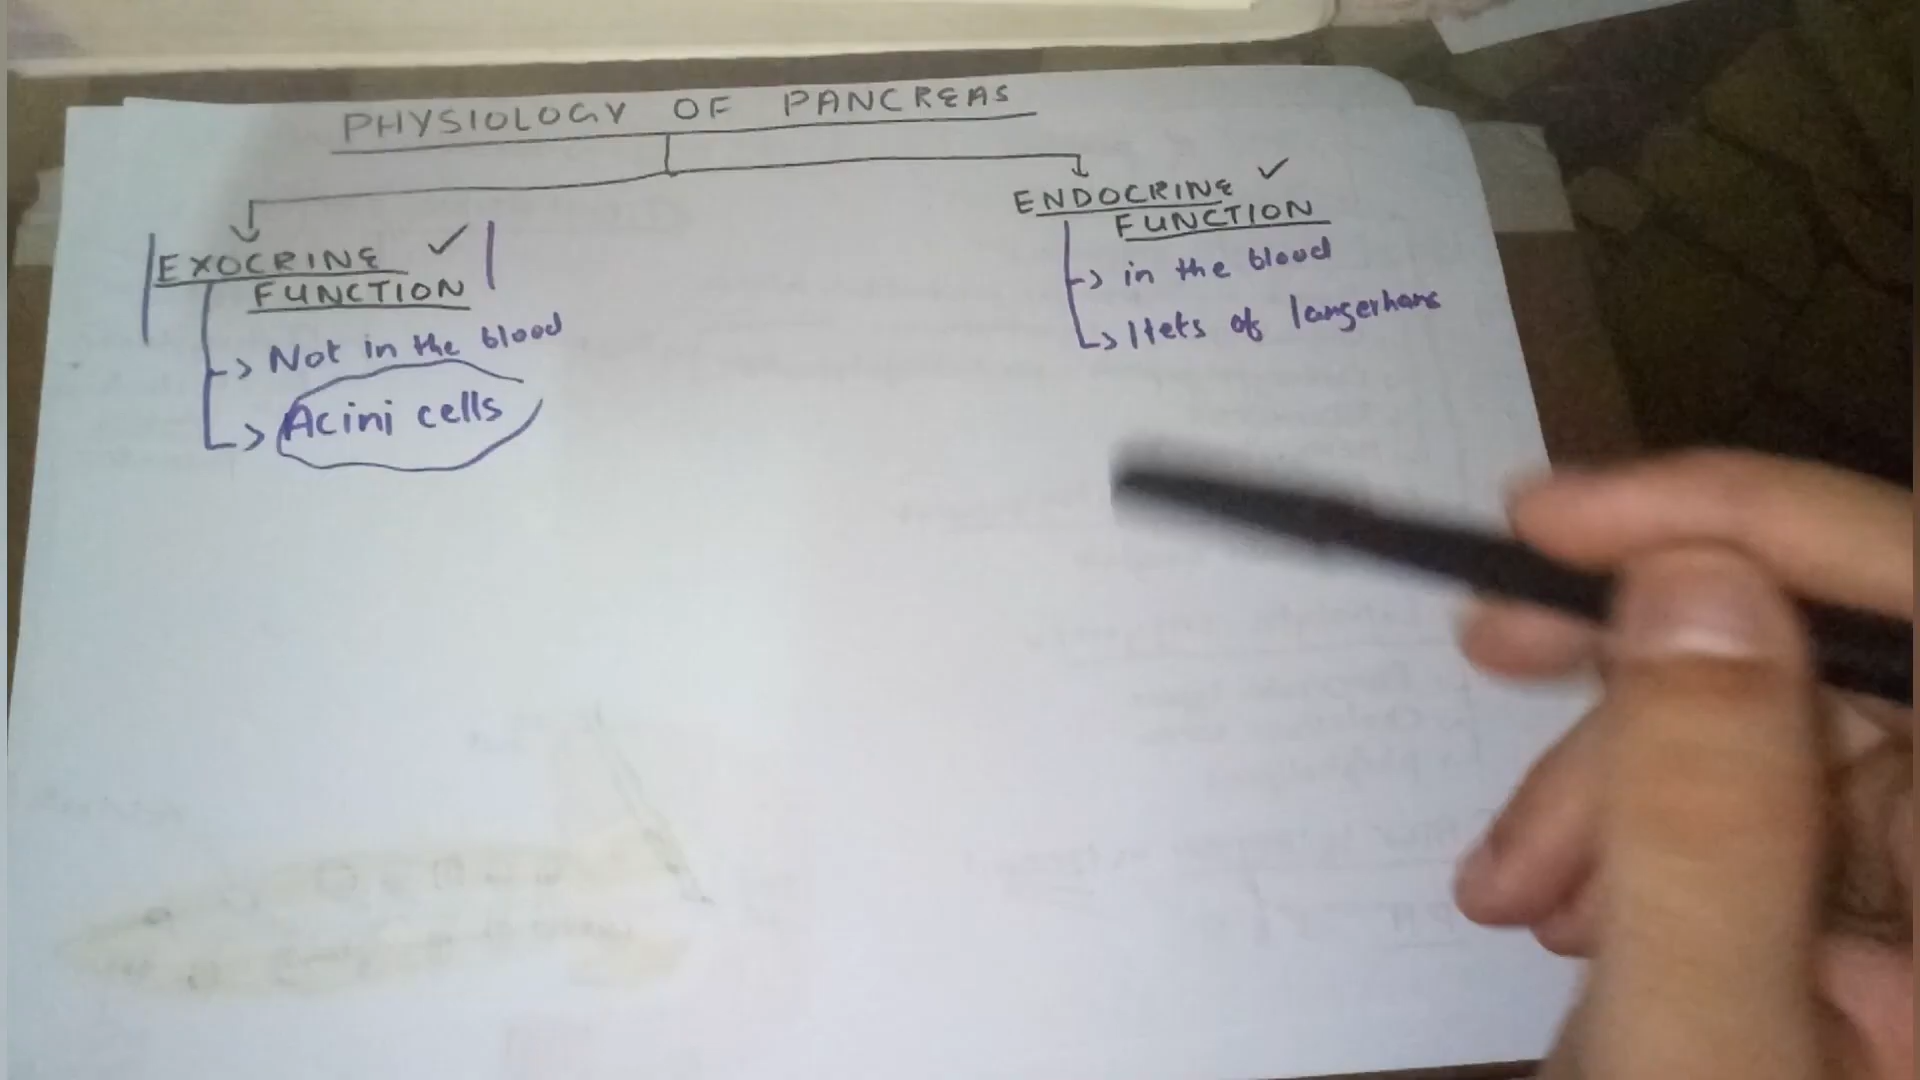 PHYSIOLOGY OF PANCREAS
EXOCRINE ✓
FUNCTION
-> Not in the blood
-> Acini cells
ENDOCRINE ✓
FUNCTION
-> in the blood
-> Ilets of langerhans